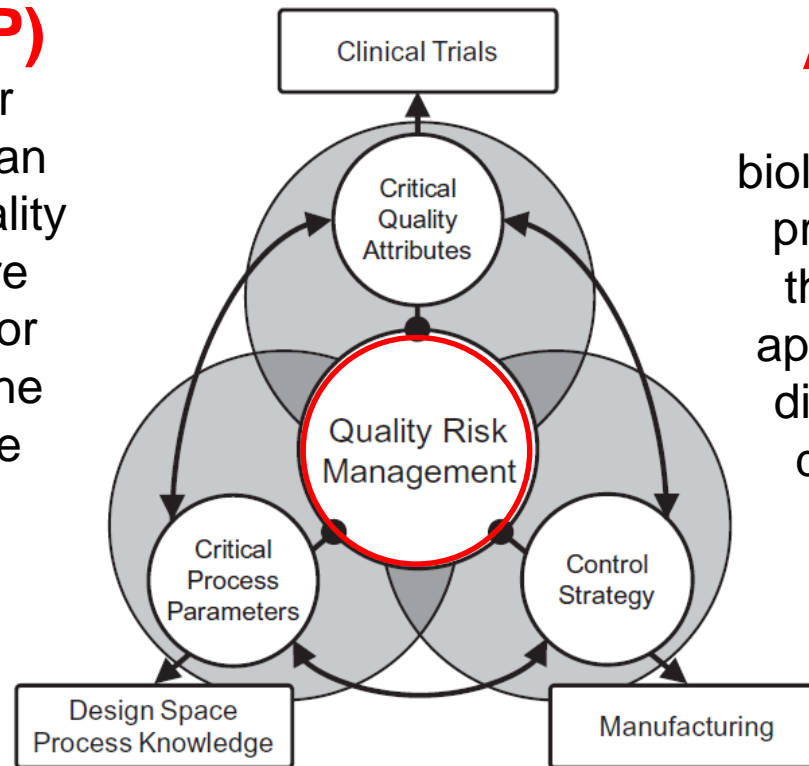 P)
r
an
ality
re
or
ne
e
Clinical Trials
Critical
Quality
Attributes
Quality Risk
Management
Critical
Process
Parameters
Control
Strategy
Design Space
Process Knowledge
Manufacturing
biol
pr
th
ap
di